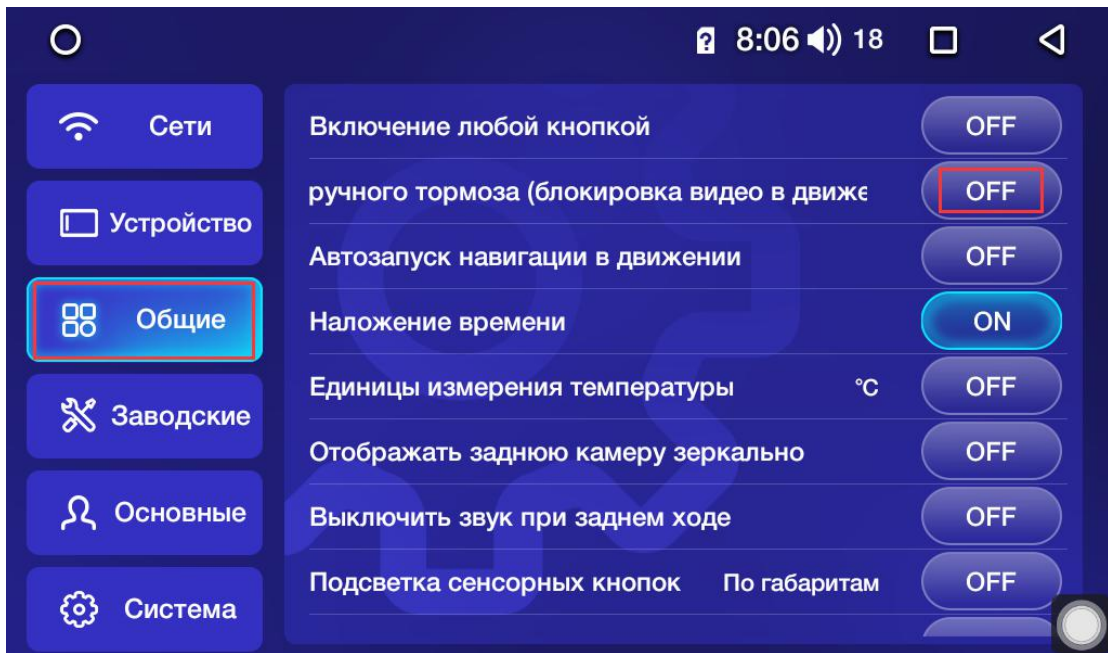 8:06 18
Сети
Устройство
Общие
Заводские
Основные
Система
Включение любой кнопкой OFF
ручного тормоза (блокировка видео в движе OFF
Автозапуск навигации в движении OFF
Наложение времени ON
Единицы измерения температуры °C OFF
Отображать заднюю камеру зеркально OFF
Выключить звук при заднем ходе OFF
Подсветка сенсорных кнопок По габаритам OFF